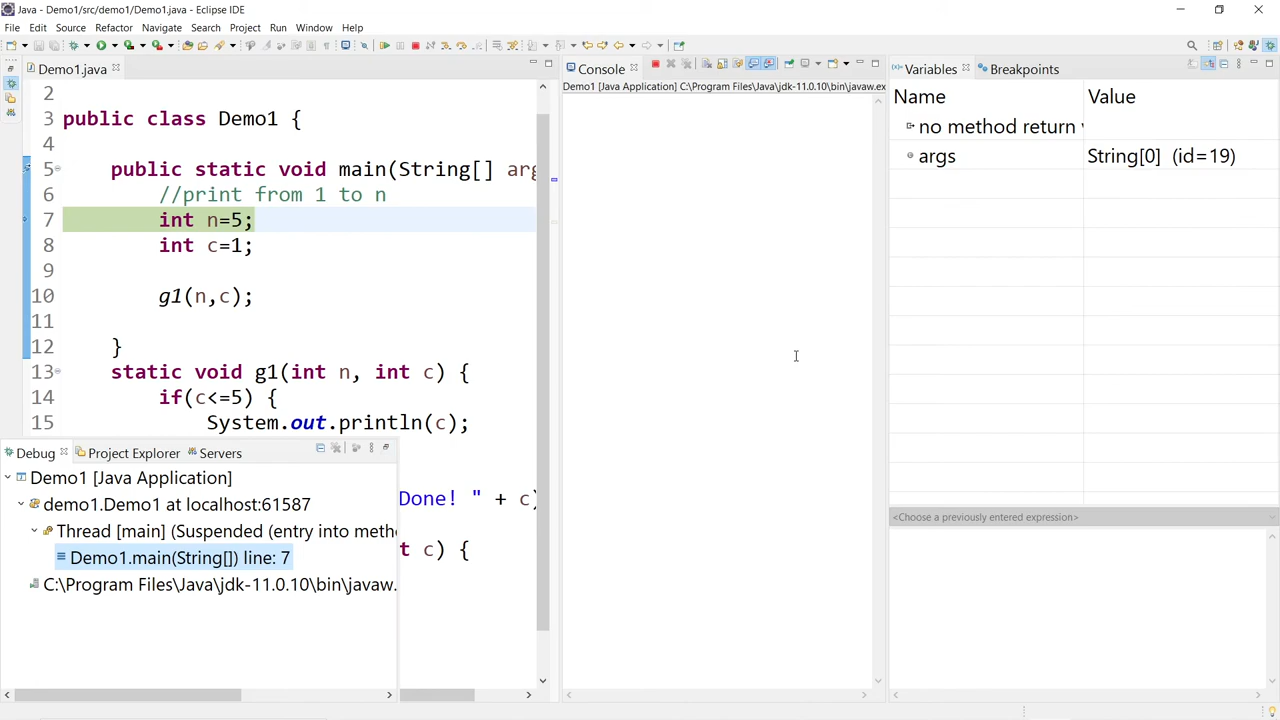 Java - Demo1/src/demo1/Demo1.java - Eclipse IDE
File Edit Source Refactor Navigate Search Project Run Window Help
Demo1.java
2
3 public class Demo1 {
4
5 public static void main(String[] arg
6 //print from 1 to n
7 int n=5;
8 int c=1;
9
10 g1(n,c);
11
12 }
13 static void g1(int n, int c) {
14 if(c<=5) {
15 System.out.println(c);
Done! " + c)
t c) {
Debug Project Explorer Servers
Demo1 [Java Application]
demo1.Demo1 at localhost:61587
Thread [main] (Suspended (entry into metho
Demo1.main(String[]) line: 7
C:\Program Files\Java\jdk-11.0.10\bin\javaw.
Console
Demo1 [Java Application] C:\Program Files\Java\jdk-11.0.10\bin\javaw.ex
Variables Breakpoints
Name Value
no method return v
args String[0] (id=19)
<Choose a previously entered expression>